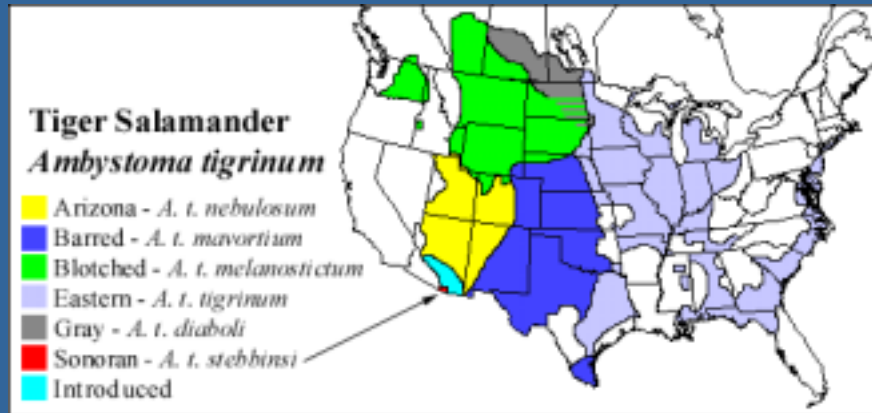 Tiger Salamander
Ambystoma tigrinum
Arizona - A. t. nebulosum
Barred - A. t. mavortium
Blotched - A. t. melanostictum
Eastern - A. t. tigrinum
Gray - A. t. diaboli
Sonoran - A. t. stebbinsi
Introduced